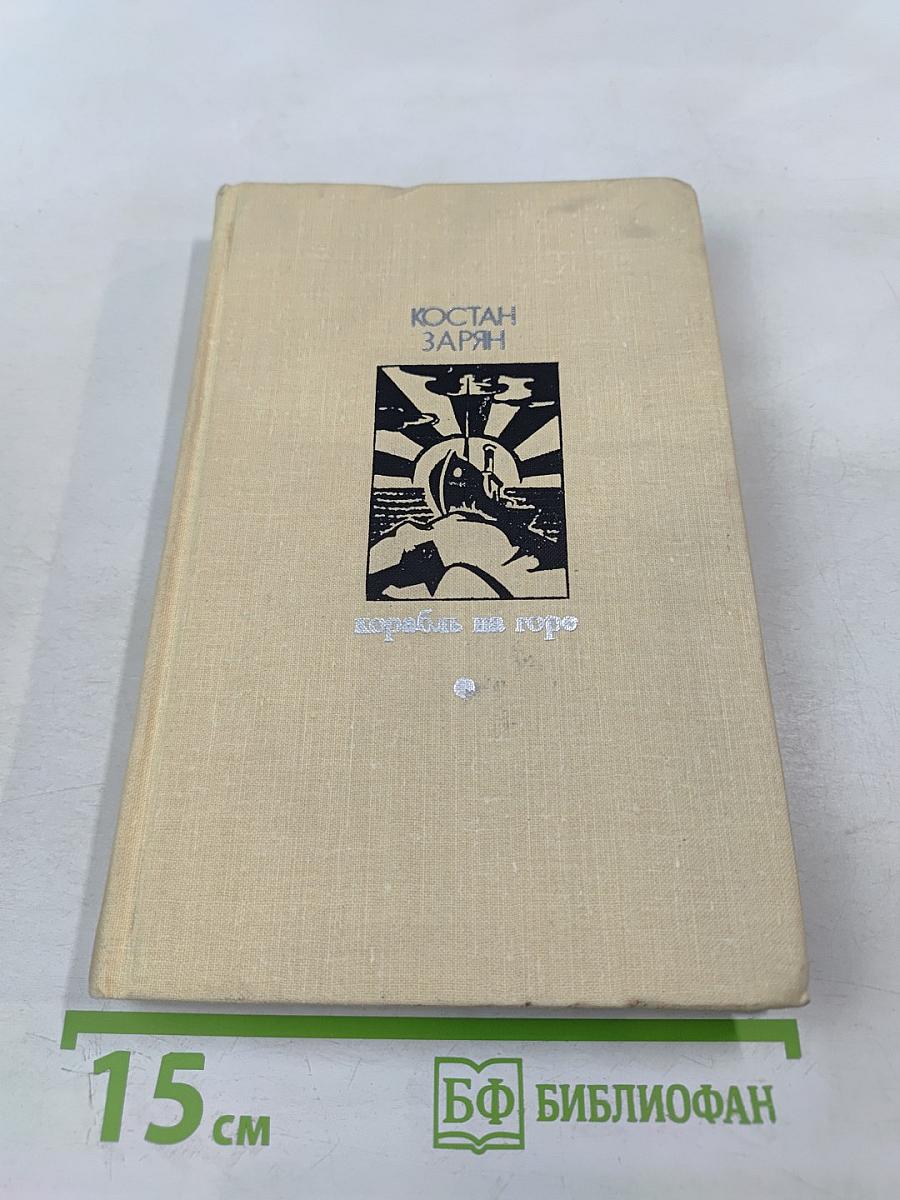 КОСТАН
ЗАРЯН
корабль на горе
15 см
БФ БИБЛИОФАН